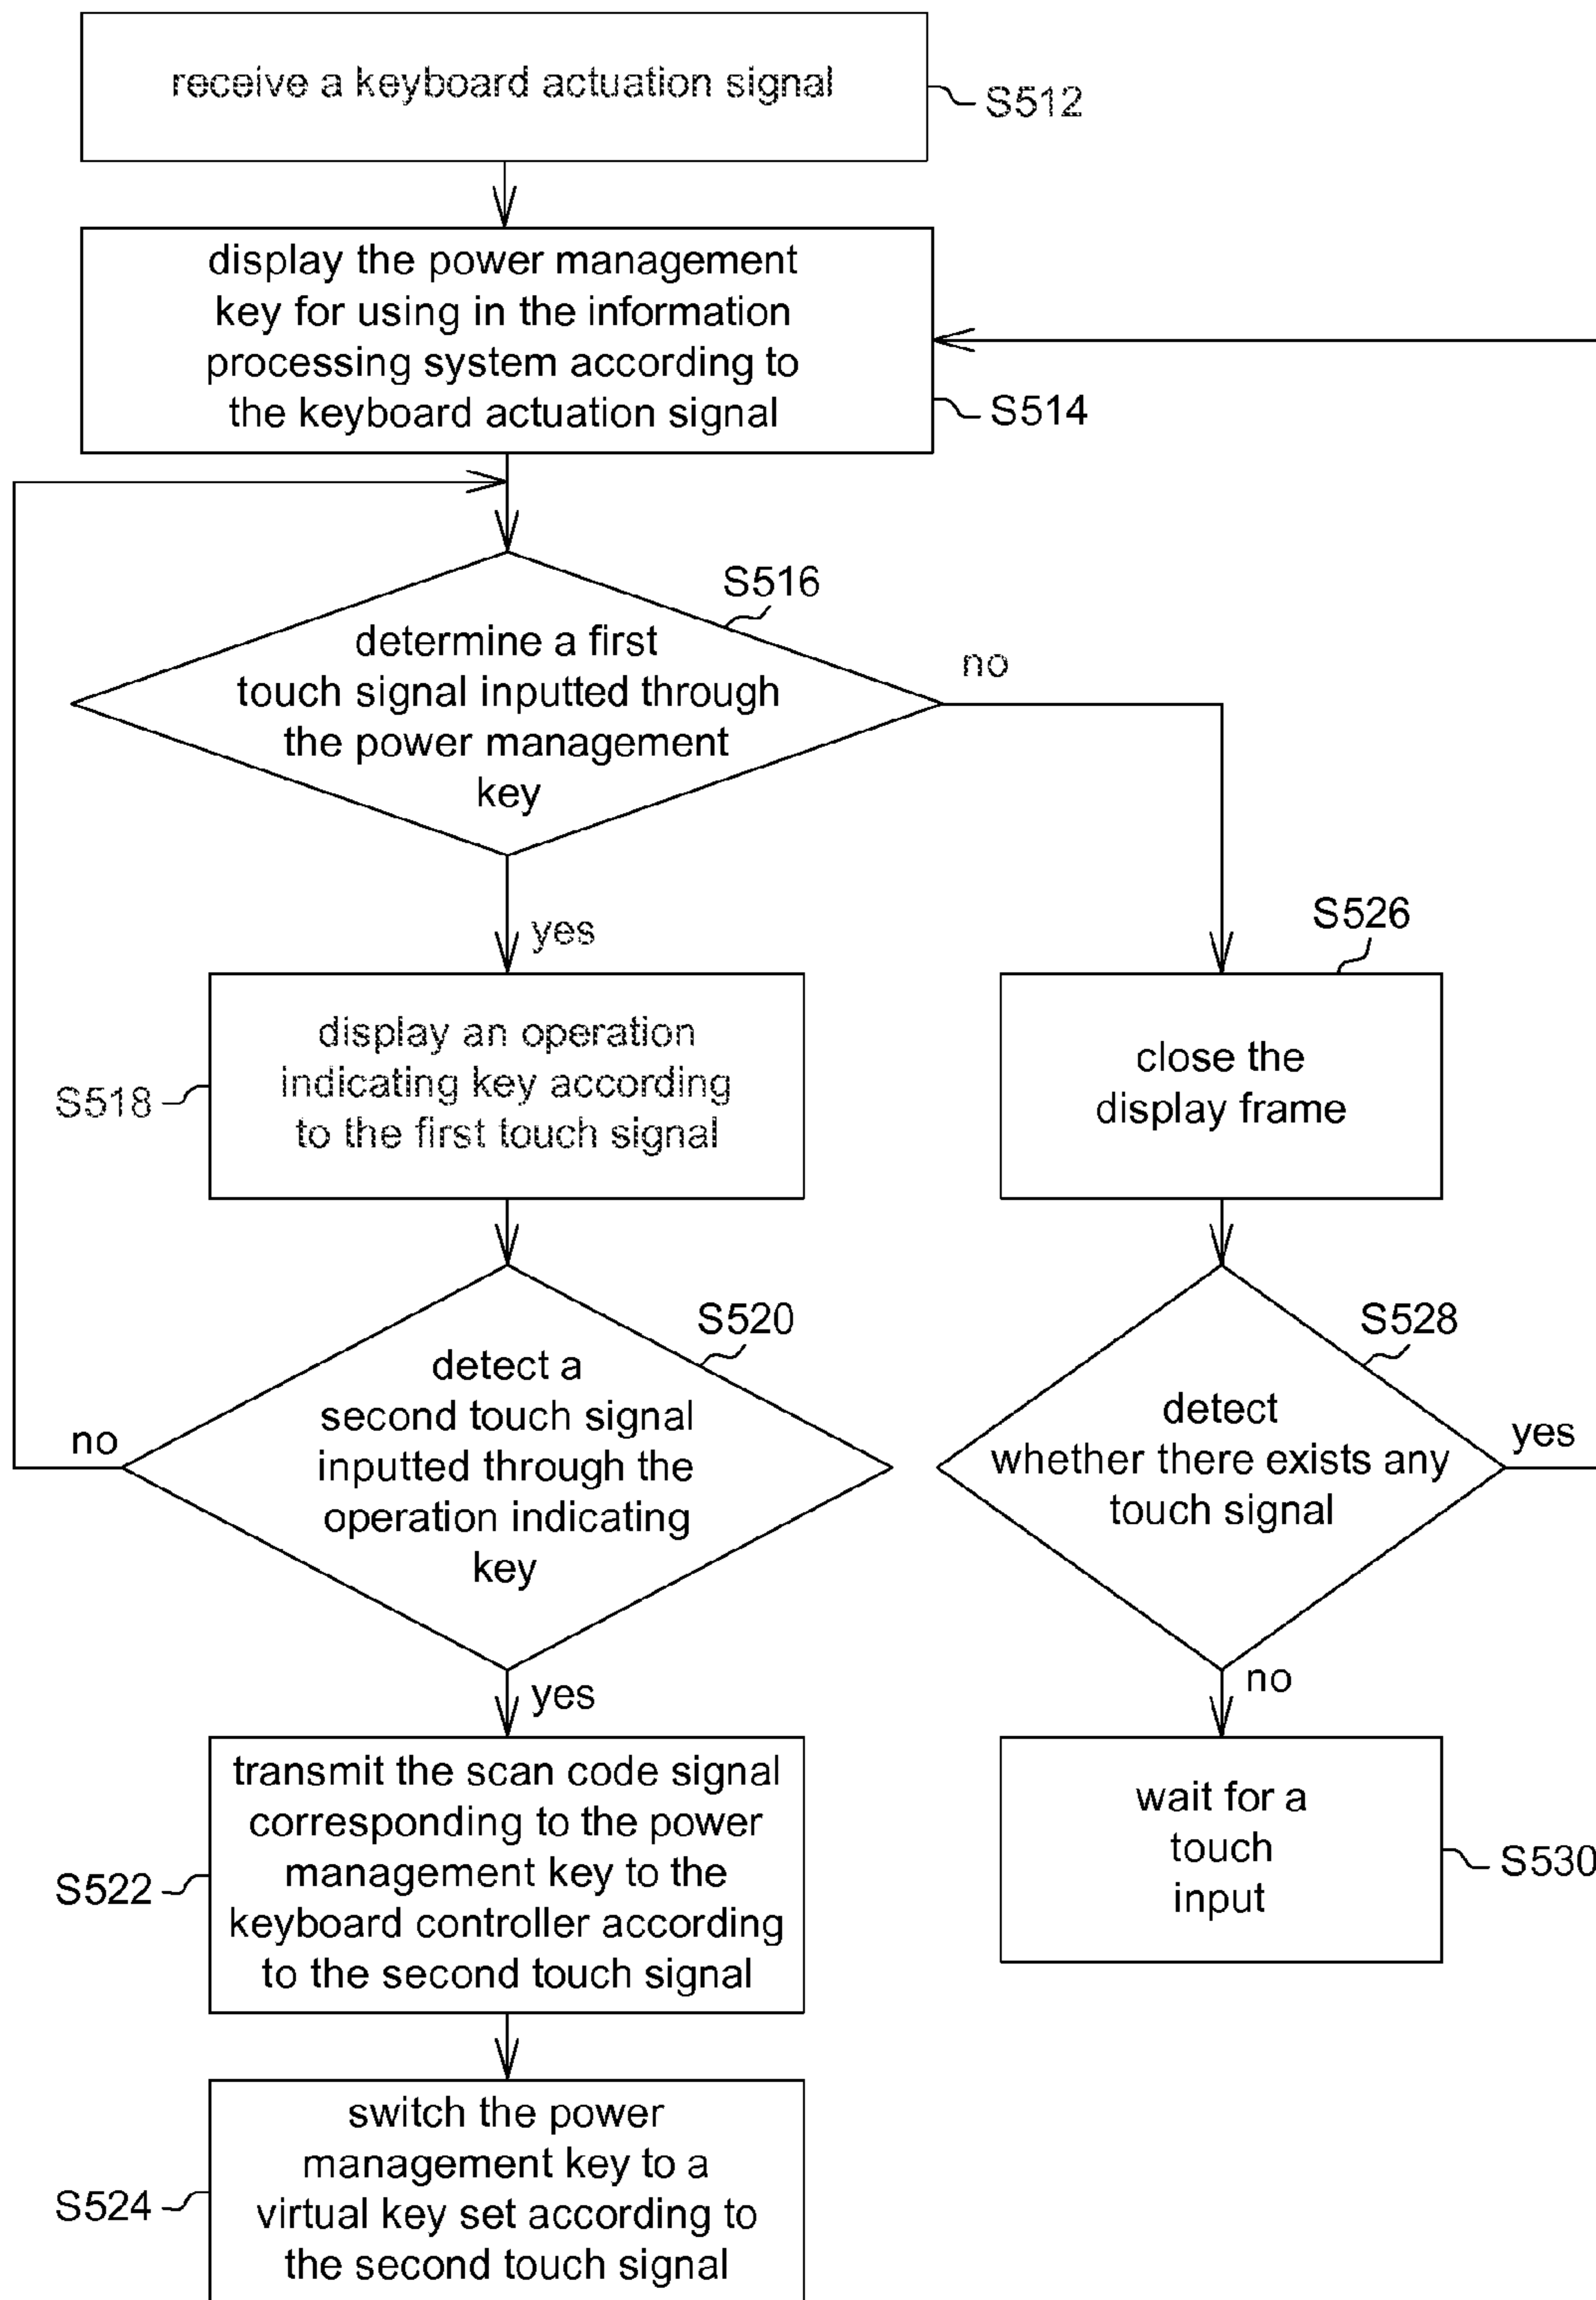 receive a keyboard actuation signal
S512
display the power management
key for using in the information
processing system according to
the keyboard actuation signal
S514
S516
determine a first
touch signal inputted through
the power management
key
no
yes
S526
display an operation
indicating key according
to the first touch signal
S518
close the
display frame
S520
detect a
second touch signal
inputted through the
operation indicating
key
no
S528
detect
whether there exists any
touch signal
yes
yes
no
transmit the scan code signal
corresponding to the power
management key to the
keyboard controller according
to the second touch signal
S522
wait for a
touch
input
S530
switch the power
management key to a
virtual key set according to
the second touch signal
S524